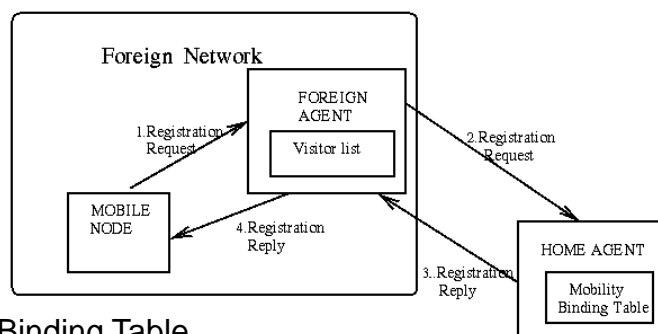 Foreign Network
FOREIGN
AGENT
Visitor list
1.Registration
Request
2.Registration
Request
MOBILE
NODE
4.Registration
Reply
3..Registration
Reply
HOME AGENT
Mobility
Binding Table
Binding Table